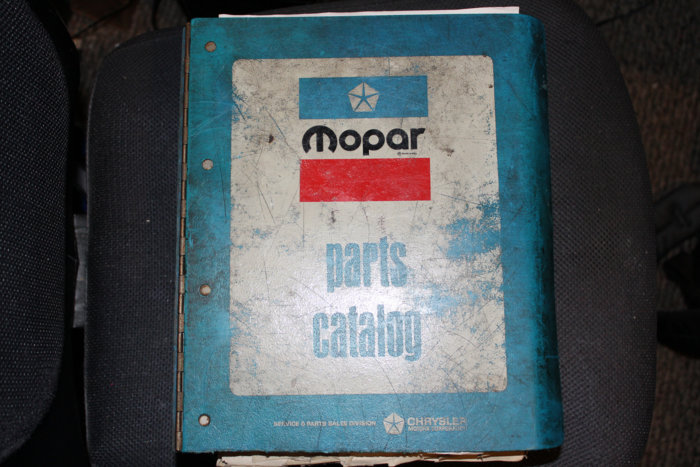 mopar
parts
catalog
SERVICE & PARTS SALES DIVISION
CHRYSLER
MOTORS CORPORATION